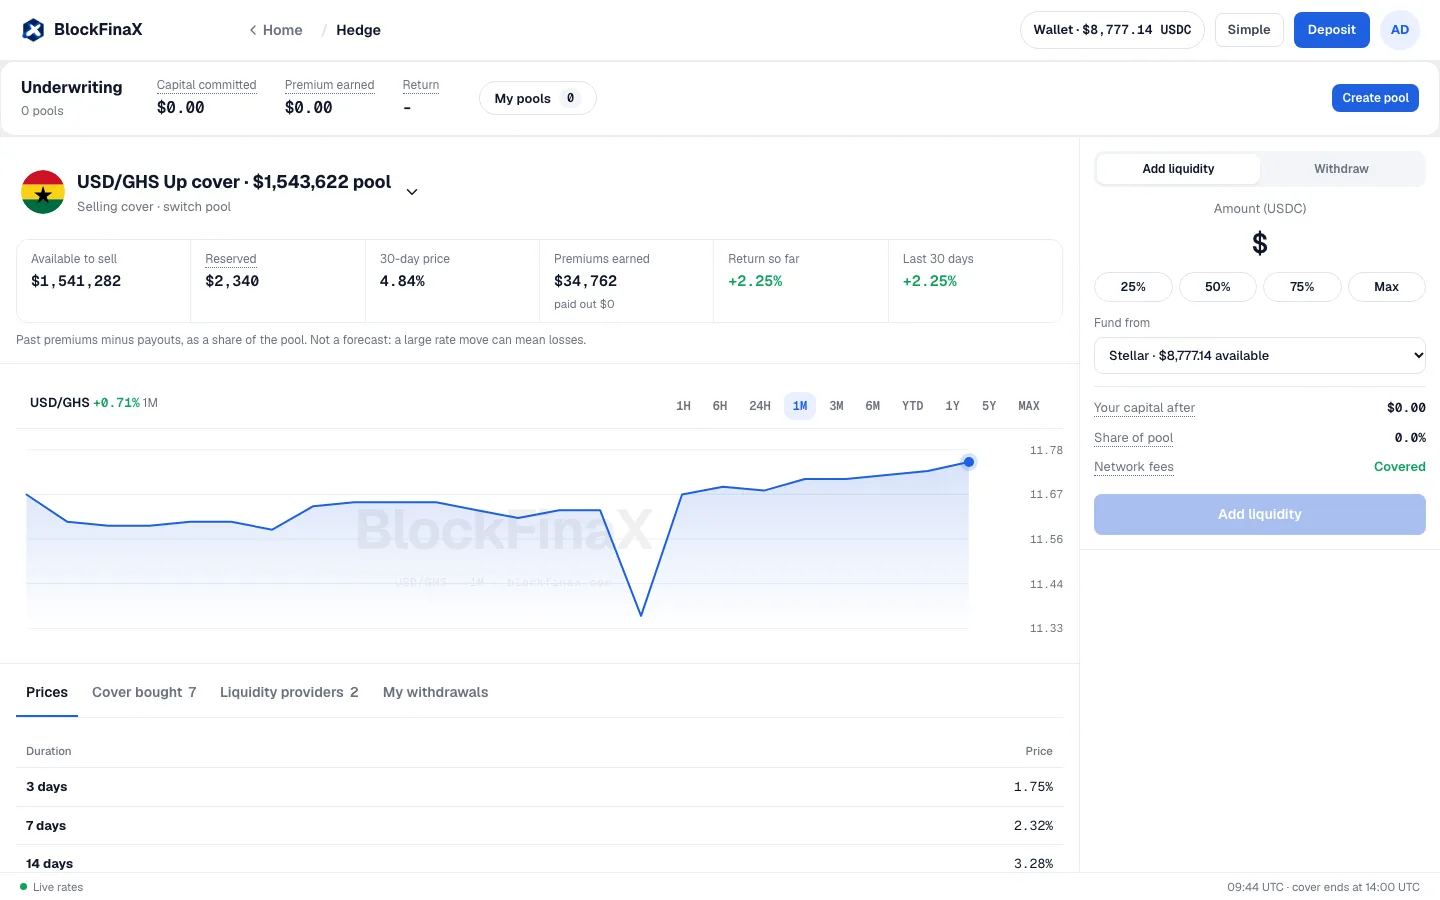 BlockFinaX
Home / Hedge
Wallet · $8,777.14 USDC
Simple
Deposit
AD
Underwriting
0 pools
Capital committed
$0.00
Premium earned
$0.00
Return
-
My pools 0
Create pool
USD/GHS Up cover · $1,543,622 pool
Selling cover · switch pool
Available to sell
$1,541,282
Reserved
$2,340
30-day price
4.84%
Premiums earned
$34,762
paid out $0
Return so far
+2.25%
Last 30 days
+2.25%
Past premiums minus payouts, as a share of the pool. Not a forecast: a large rate move can mean losses.
USD/GHS +0.71% 1M
1H 6H 24H 1M 3M 6M YTD 1Y 5Y MAX
11.78
11.67
11.56
11.44
11.33
BlockFinaX
USD/GHS · 1M · blockfinax.com
Prices
Cover bought 7
Liquidity providers 2
My withdrawals
Duration Price
3 days 1.75%
7 days 2.32%
14 days 3.28%
Add liquidity
Withdraw
Amount (USDC)
$
25% 50% 75% Max
Fund from
Stellar · $8,777.14 available
Your capital after $0.00
Share of pool 0.0%
Network fees Covered
Add liquidity
Live rates
09:44 UTC · cover ends at 14:00 UTC